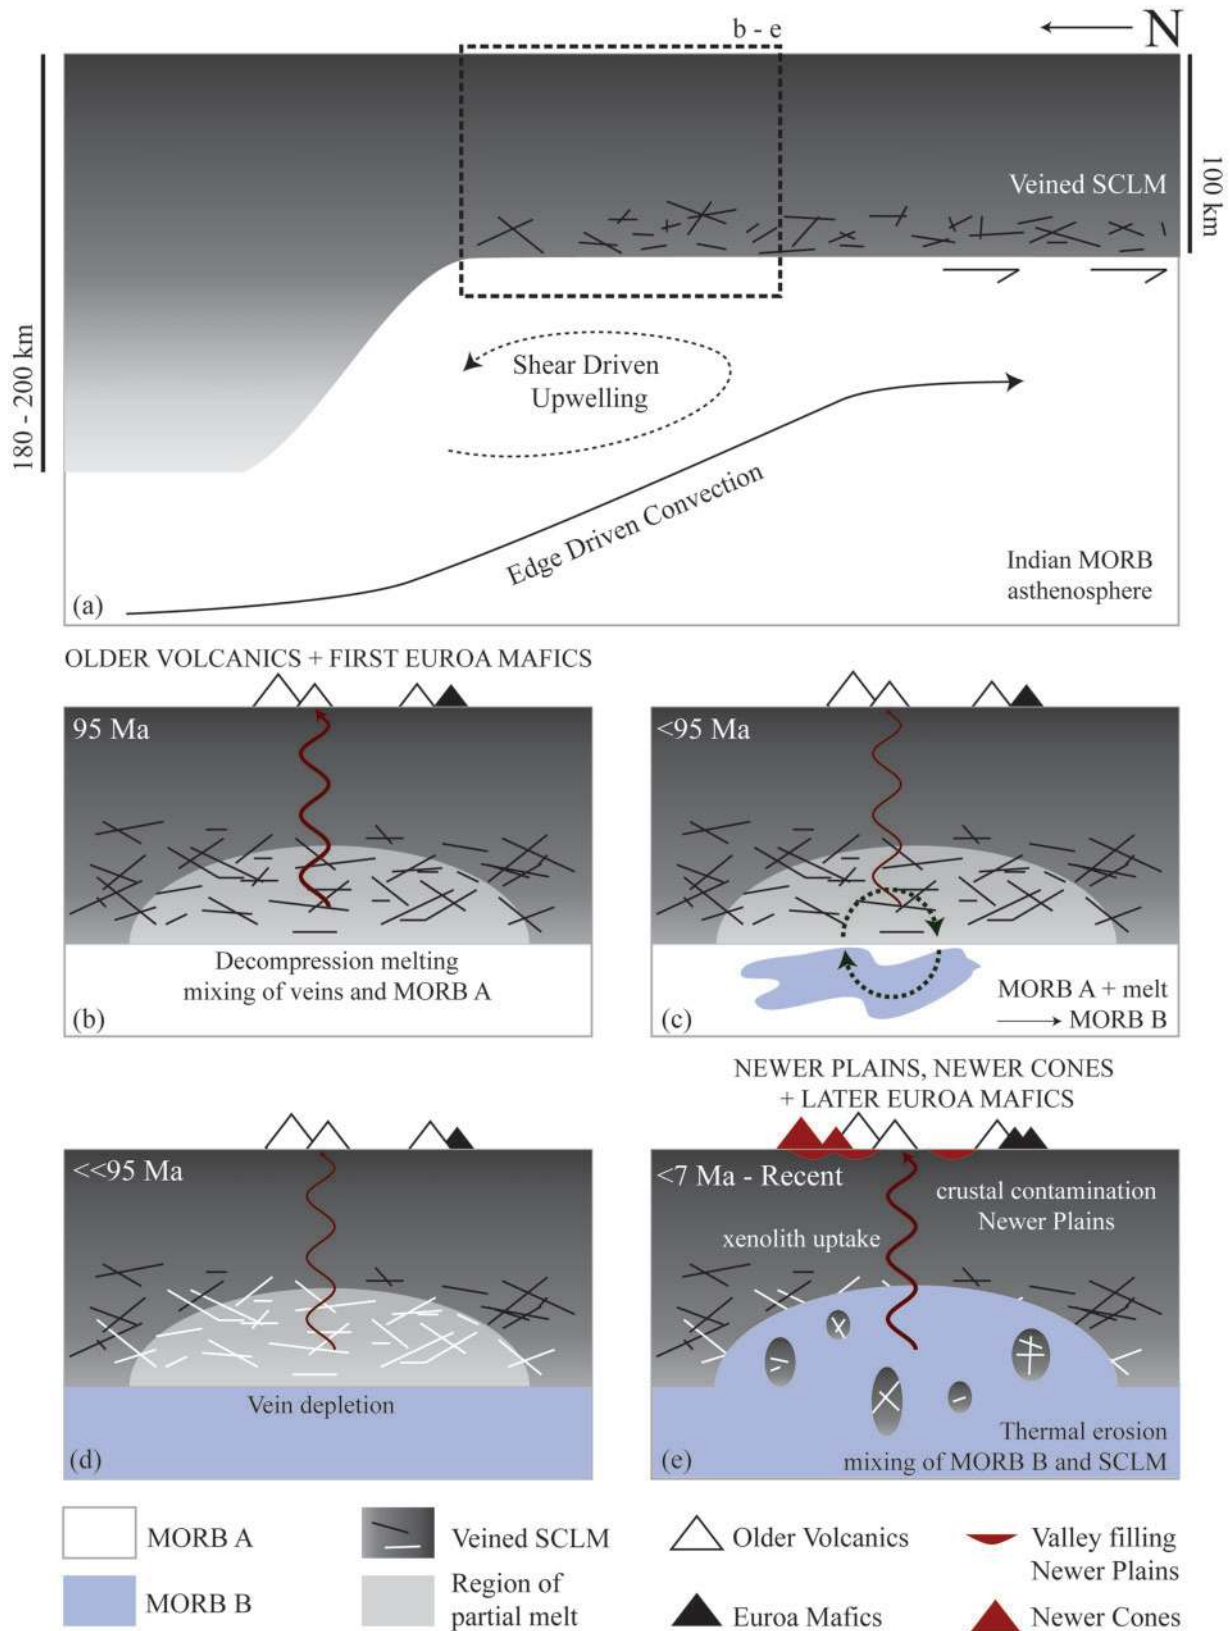 b - e
N
180 - 200 km
100 km
Veined SCLM
Shear Driven
Upwelling
Edge Driven Convection
Indian MORB
asthenosphere
(a)
OLDER VOLCANICS + FIRST EUROA MAFICS
95 Ma
Decompression melting
mixing of veins and MORB A
(b)
<95 Ma
MORB A + melt
MORB B
(c)
<<95 Ma
Vein depletion
(d)
NEWER PLAINS, NEWER CONES
+ LATER EUROA MAFICS
<7 Ma - Recent
crustal contamination
Newer Plains
xenolith uptake
Thermal erosion
mixing of MORB B and SCLM
(e)
MORB A
MORB B
Veined SCLM
Region of
partial melt
Older Volcanics
Euroa Mafics
Valley filling
Newer Plains
Newer Cones